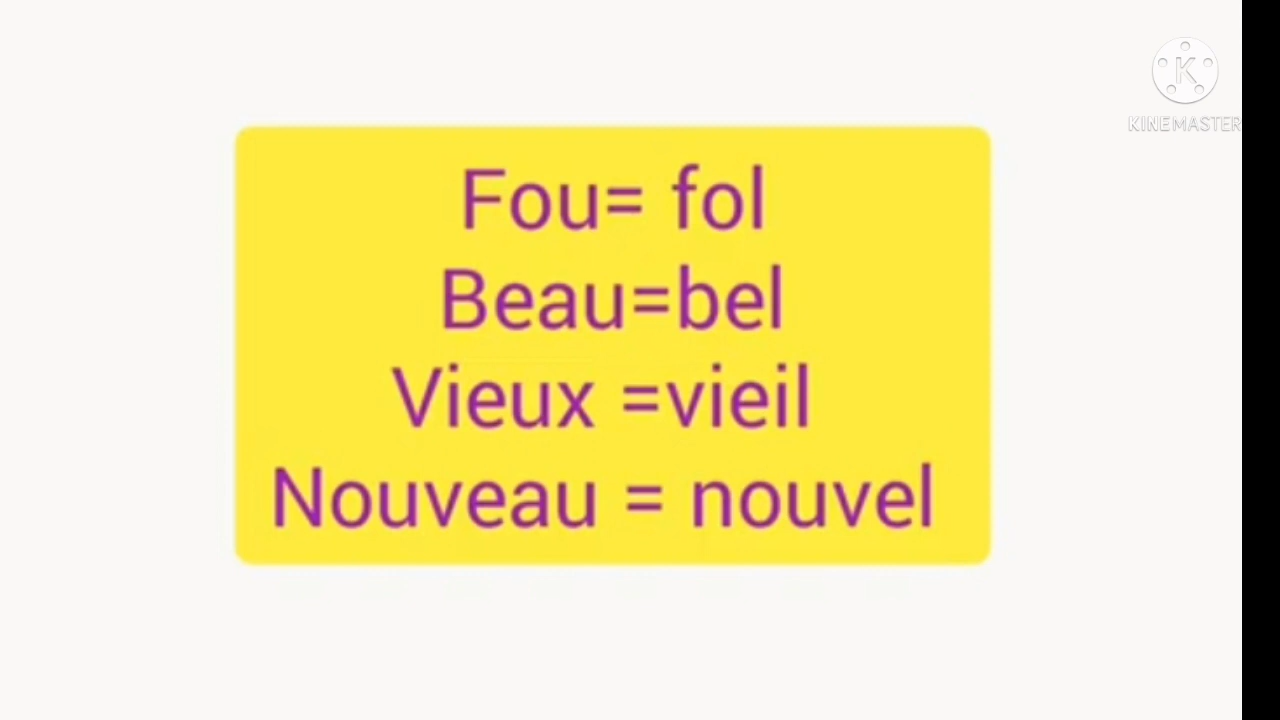 KINEMASTER
Fou= fol
Beau=bel
Vieux =vieil
Nouveau = nouvel